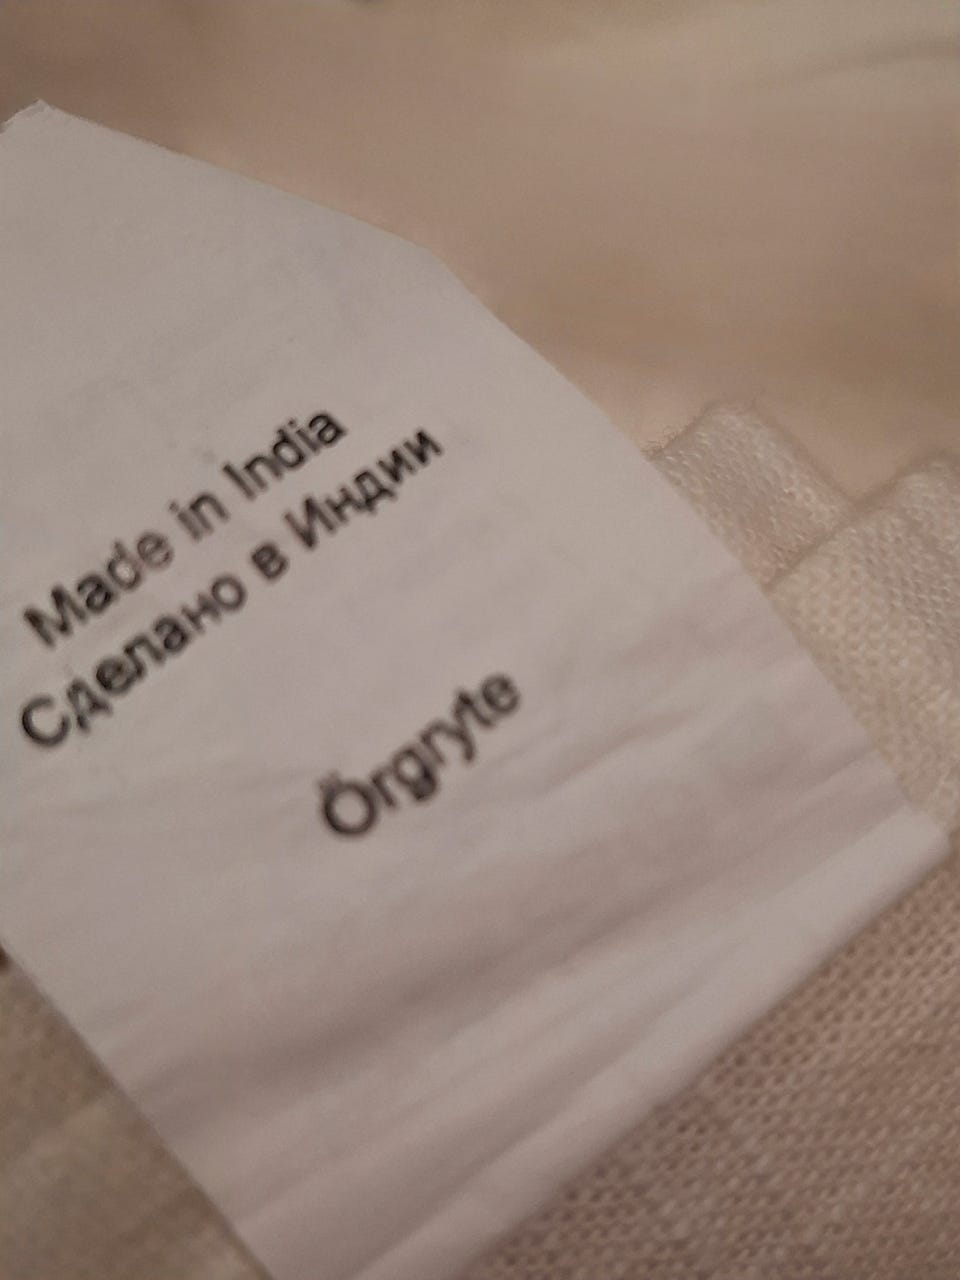 Made in India
Сделано в Индии
Örgryte